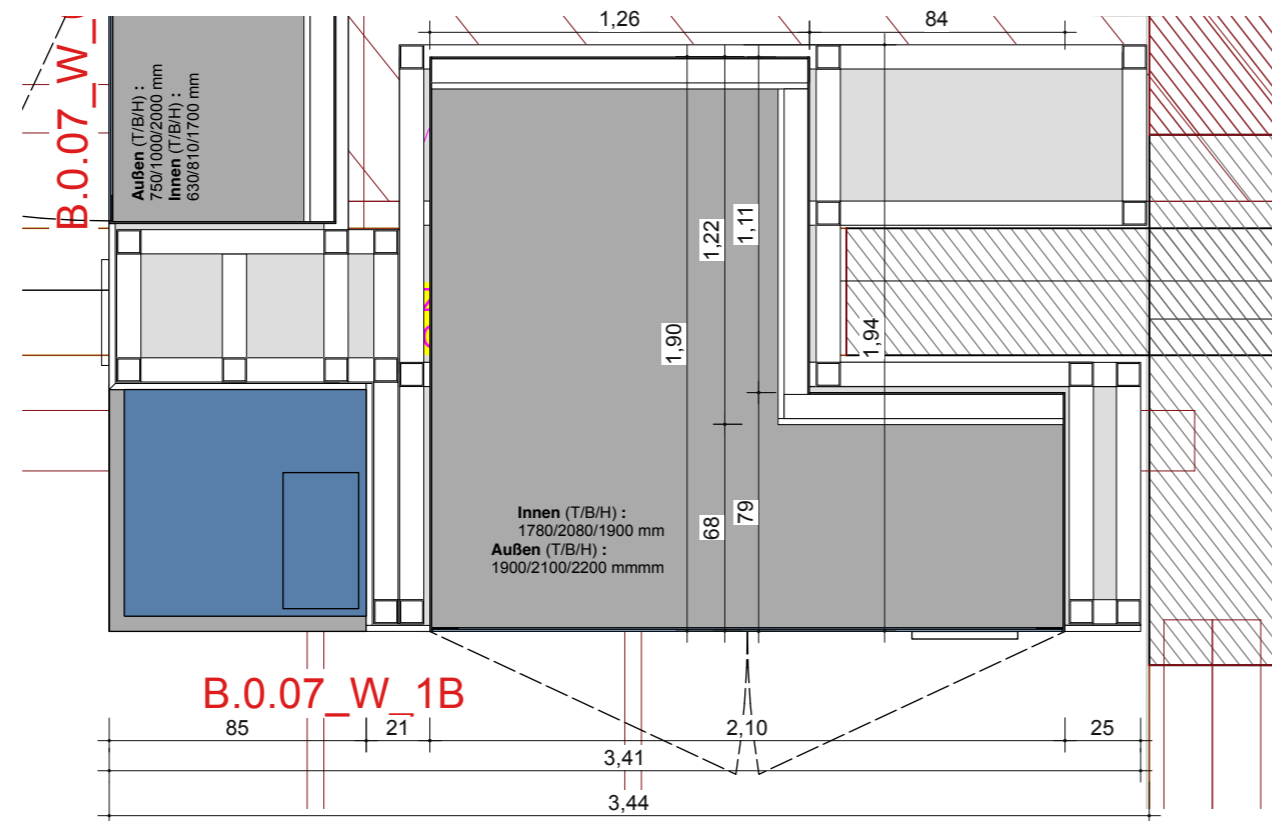 1,26
84
B.0.07_W_
Außen (T/B/H) :
750/1000/2000 mm
Innen (T/B/H) :
630/810/1700 mm
1,22
1,11
1,90
1,94
68
79
Innen (T/B/H) :
1780/2080/1900 mm
Außen (T/B/H) :
1900/2100/2200 mmmm
B.0.07_W_1B
85
21
2,10
25
3,41
3,44